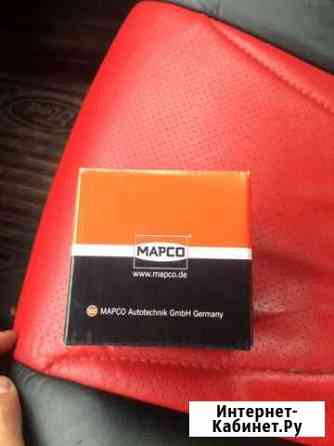 MAPCO
www.mapco.de
MAPCO Autotechnik GmbH Germany
Интернет-
Кабинет.Ру